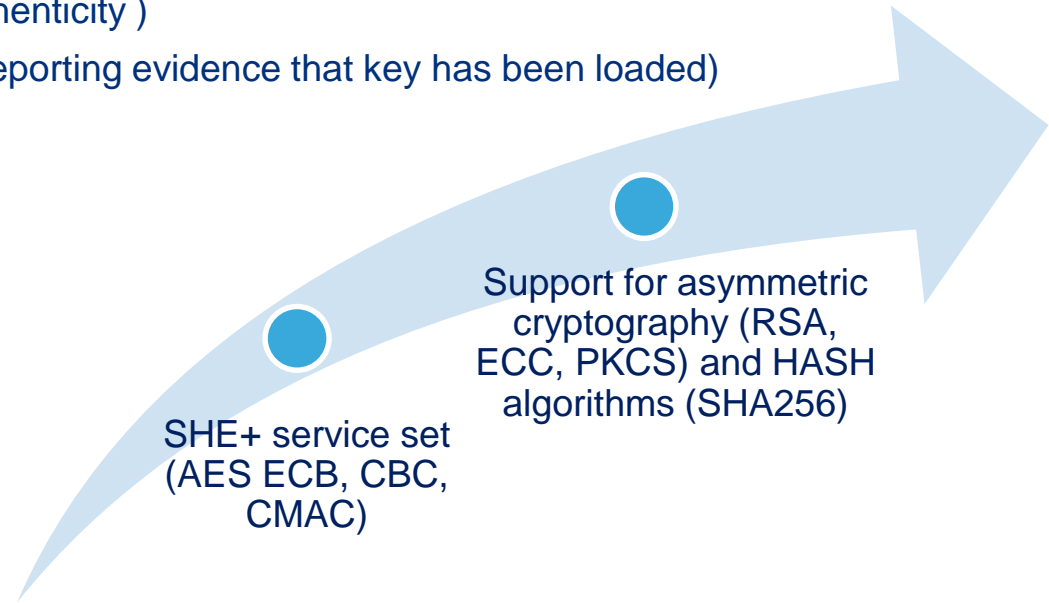 henticity )
eporting evidence that key has been loaded)
Support for asymmetric
cryptography (RSA,
ECC, PKCS) and HASH
algorithms (SHA256)
SHE+ service set
(AES ECB, CBC,
CMAC)